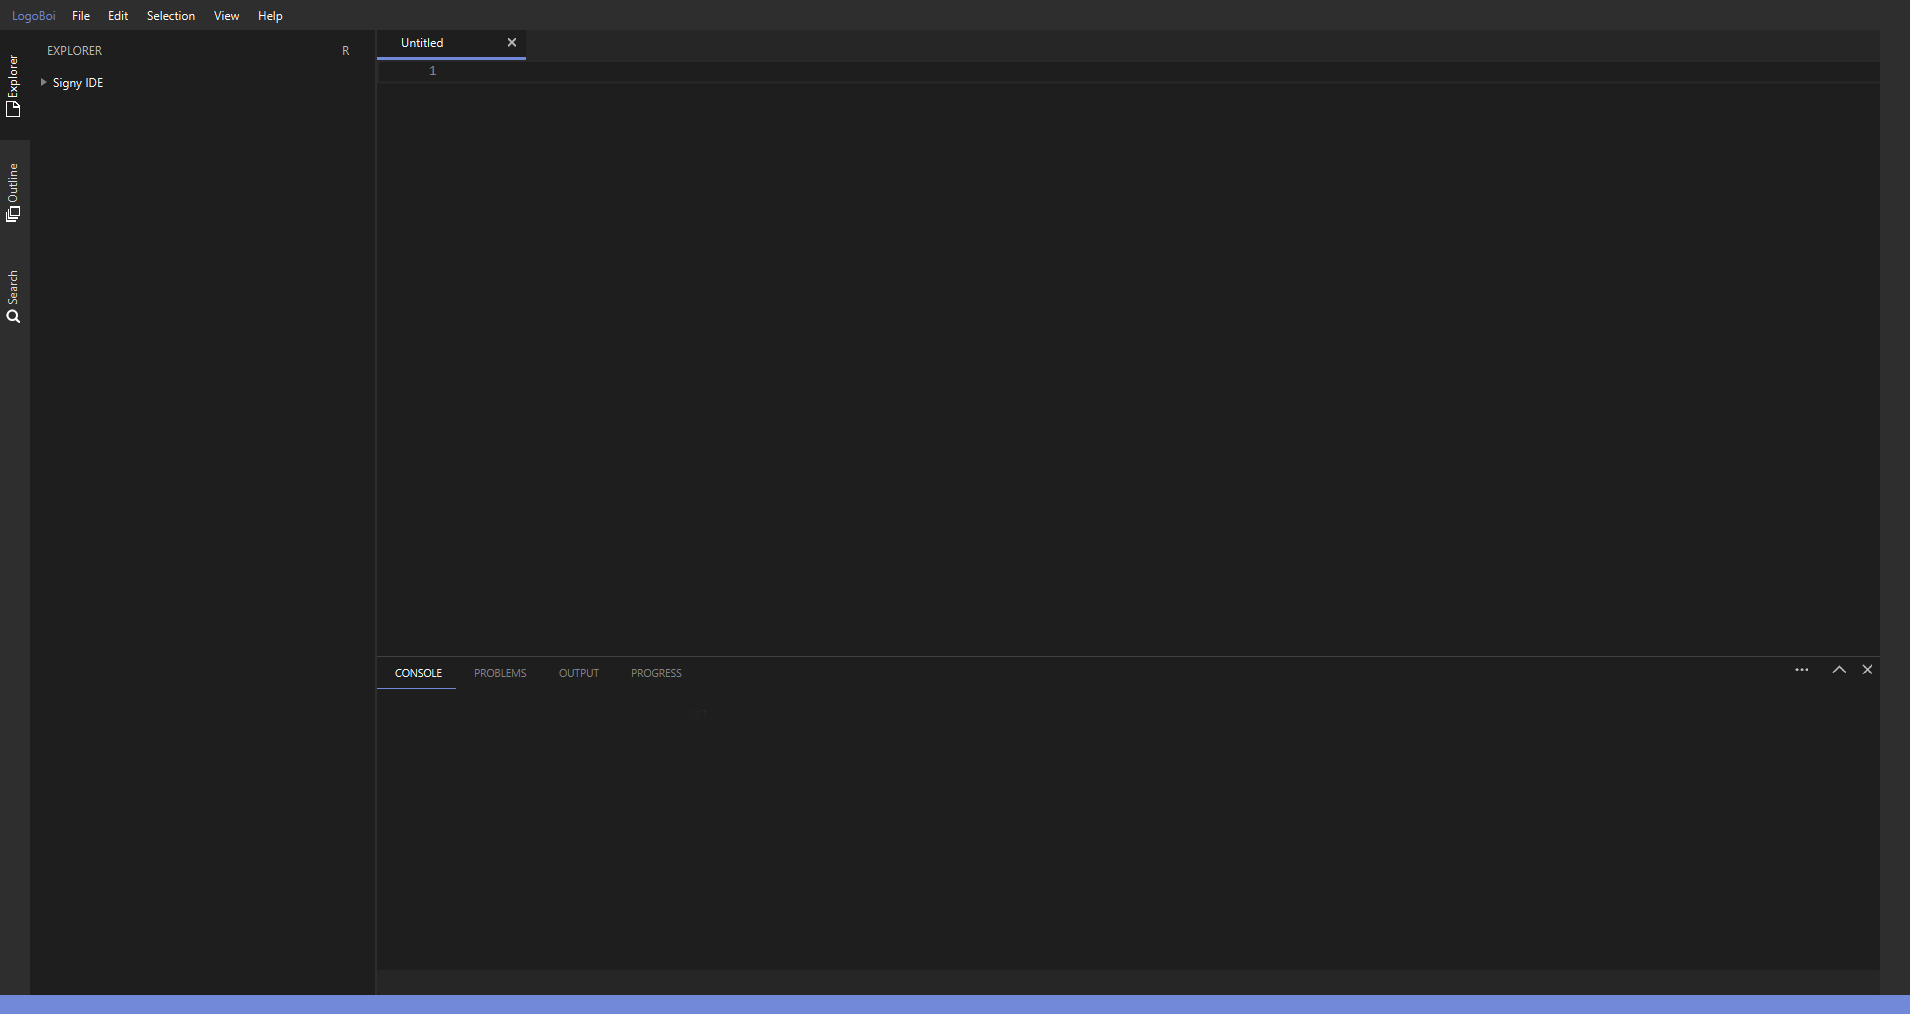 LogoBoi File Edit Selection View Help
Explorer
Outline
Search
EXPLORER R
Signy IDE
Untitled
1
CONSOLE PROBLEMS OUTPUT PROGRESS